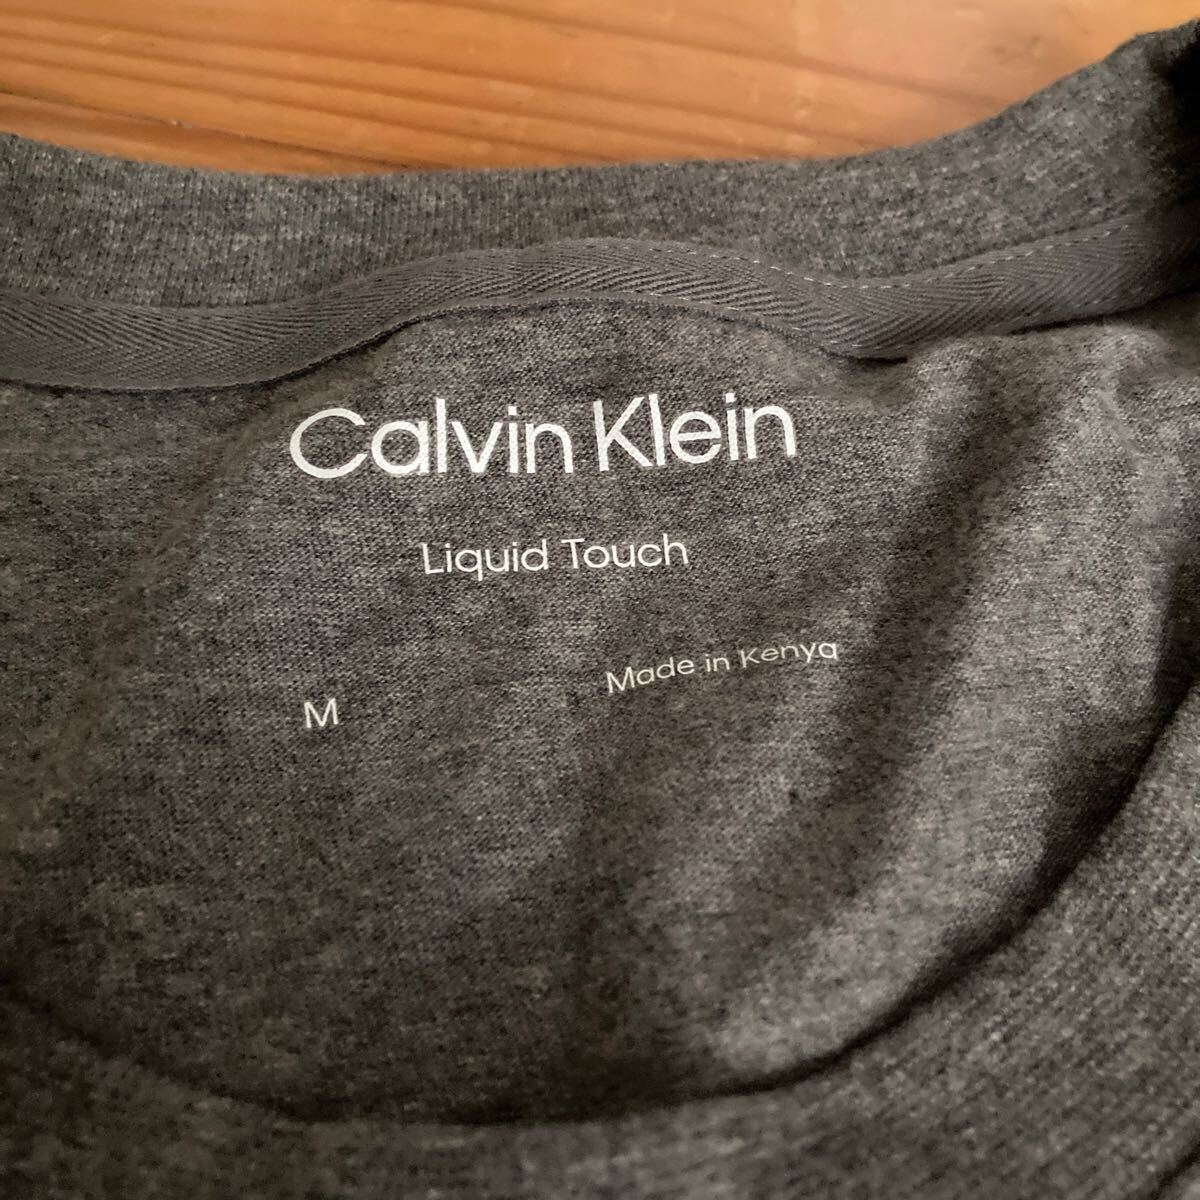 Calvin Klein
Liquid Touch
M
Made in Kenya